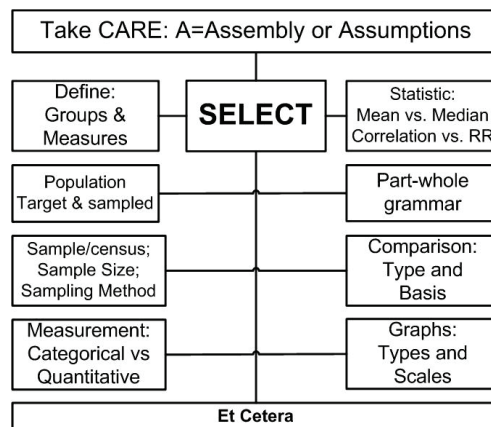 Take CARE: A=Assembly or Assumptions
Define:
Groups &
Measures
SELECT
Statistic:
Mean vs. Median
Correlation vs. RR
Population
Target & sampled
Part-whole
grammar
Sample/census;
Sample Size;
Sampling Method
Comparison:
Type and
Basis
Measurement:
Categorical vs
Quantitative
Graphs:
Types and
Scales
Et Cetera